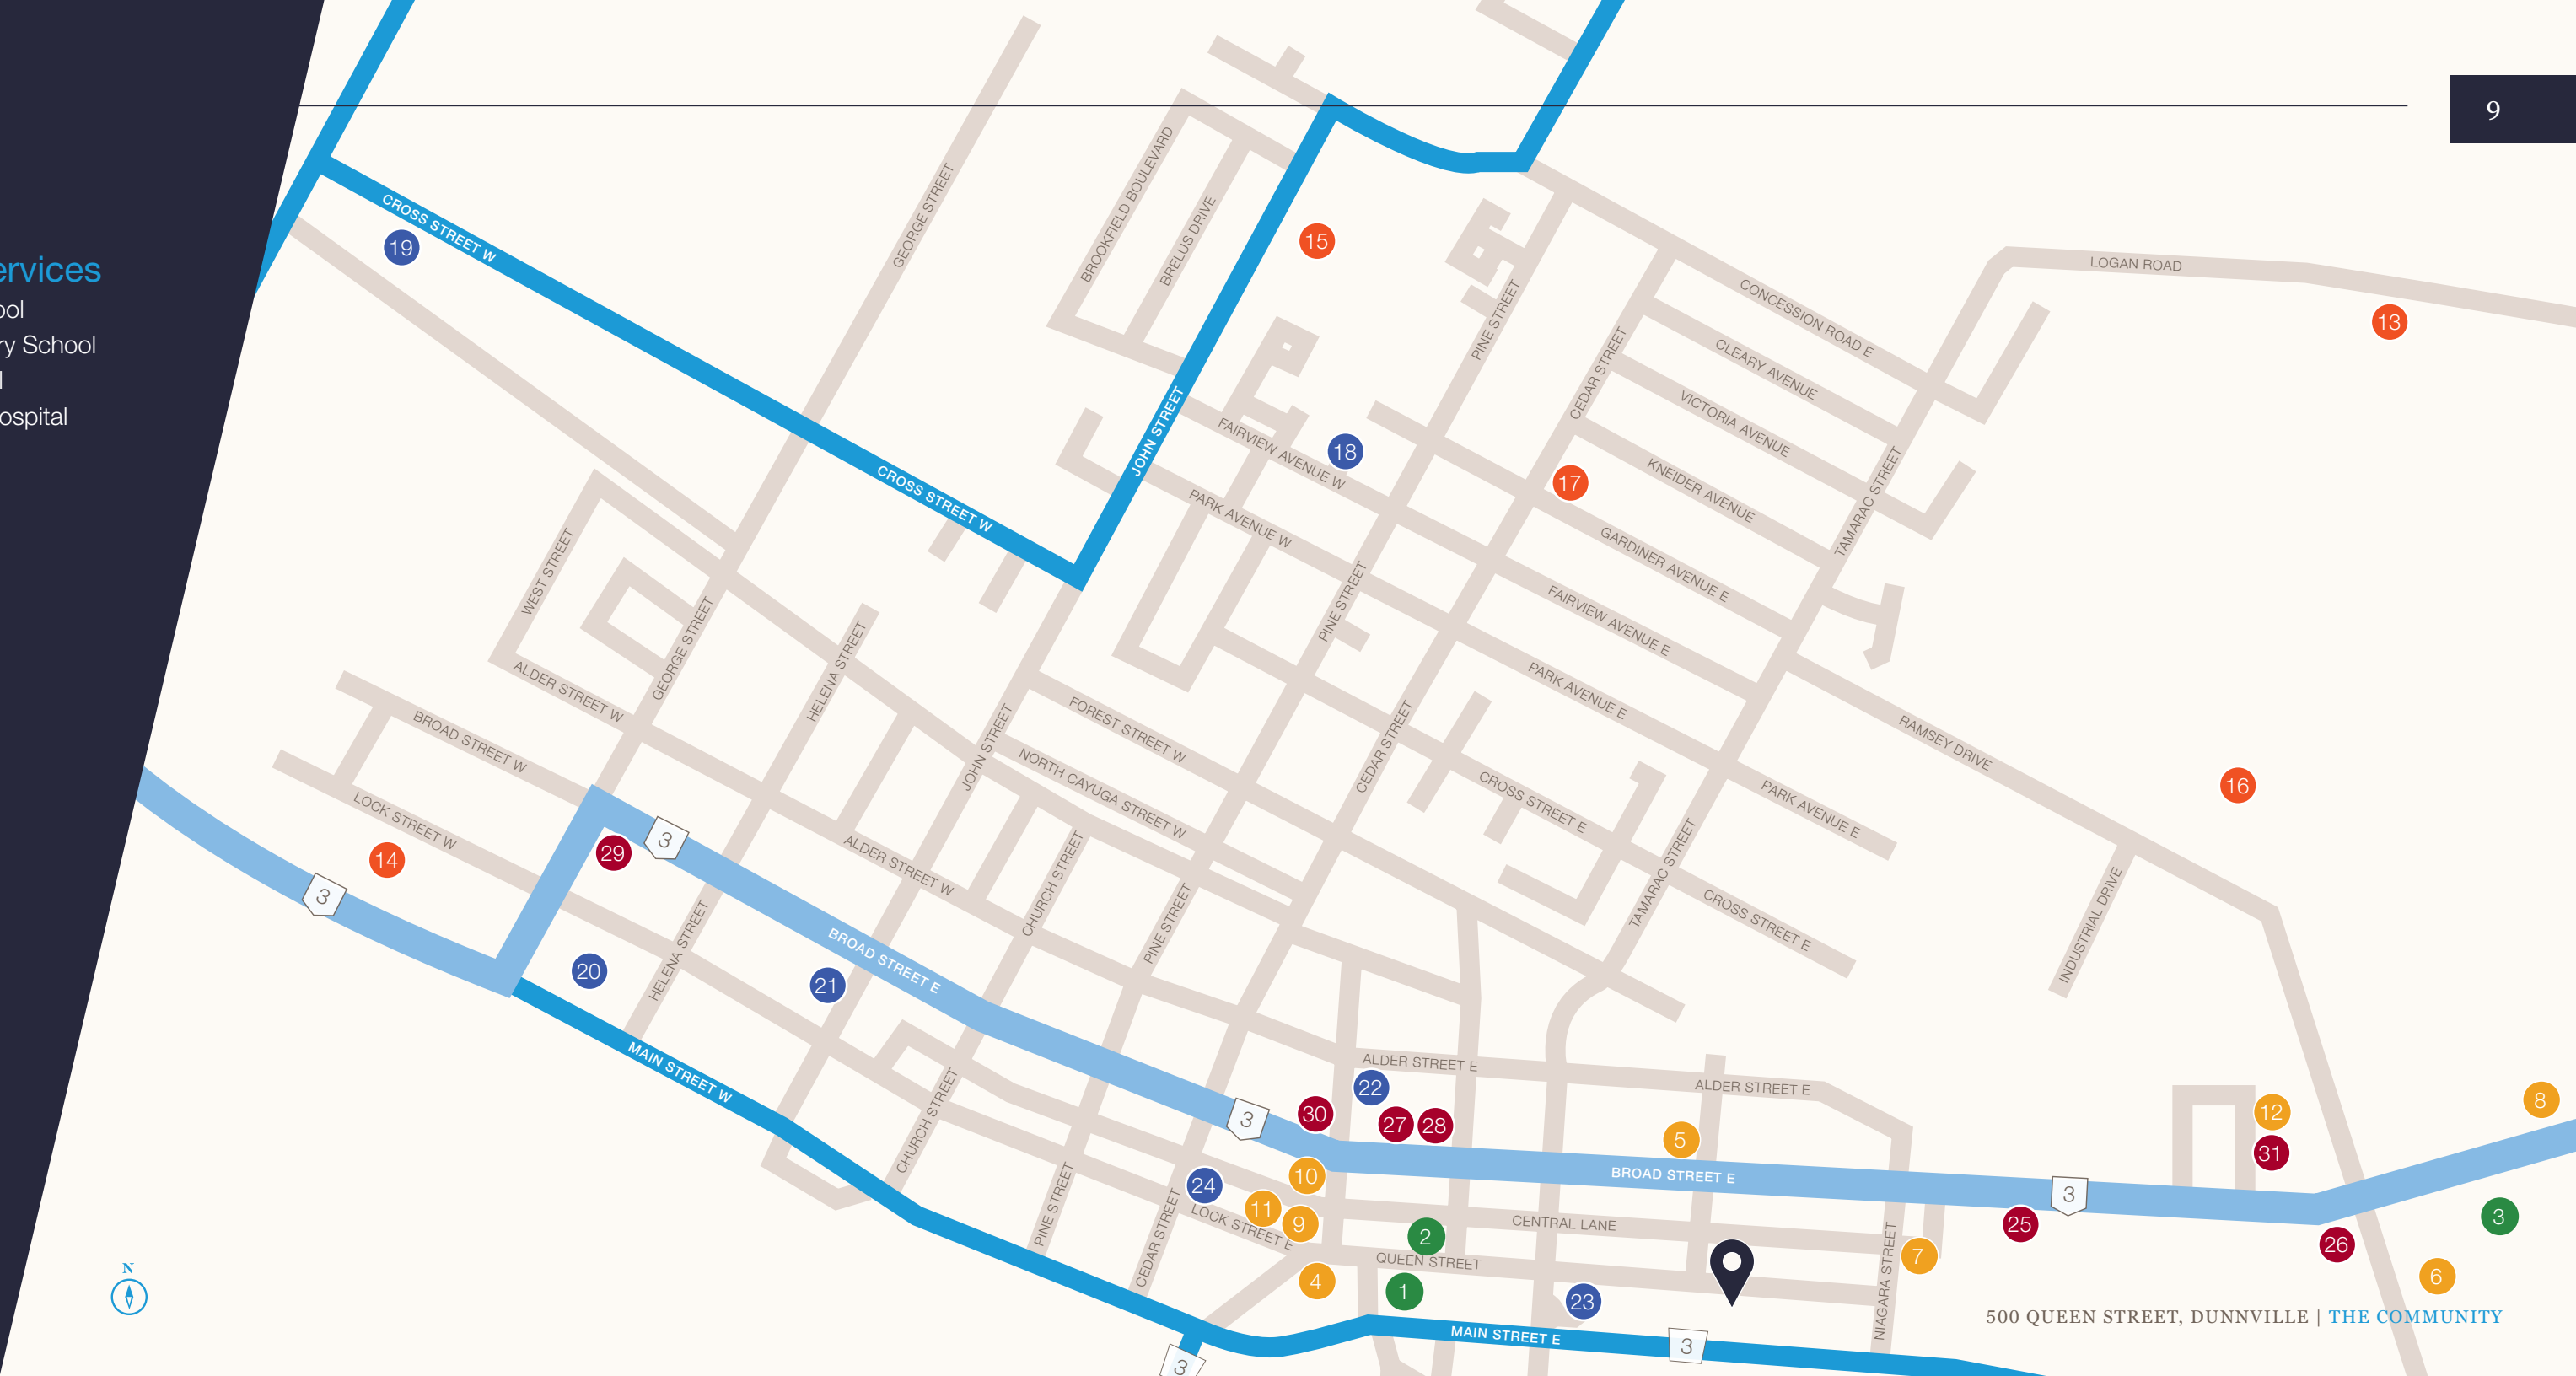 9
ervices
ool
ry School
l
ospital
CROSS STREET W
19
GEORGE STREET
BROOKFIELD BOULEVARD
BRELUS DRIVE
15
LOGAN ROAD
13
CONCESSION ROAD E
PINE STREET
CLEARY AVENUE
CEDAR STREET
VICTORIA AVENUE
JOHN STREET
FAIRVIEW AVENUE W
18
17
KNEIDER AVENUE
TAMARAC STREET
CROSS STREET W
PARK AVENUE W
GARDINER AVENUE E
WEST STREET
GEORGE STREET
HELENA STREET
PINE STREET
FAIRVIEW AVENUE E
ALDER STREET W
PARK AVENUE E
BROAD STREET W
FOREST STREET W
JOHN STREET
CEDAR STREET
RAMSEY DRIVE
NORTH CAYUGA STREET W
CROSS STREET E
PARK AVENUE E
16
LOCK STREET W
14
29
3
3
ALDER STREET W
CHURCH STREET
TAMARAC STREET
PINE STREET
CROSS STREET E
INDUSTRIAL DRIVE
HELENA STREET
20
21
BROAD STREET E
MAIN STREET W
ALDER STREET E
ALDER STREET E
22
30
27
28
3
5
12
8
31
CHURCH STREET
10
BROAD STREET E
24
3
11
9
LOCK STREET E
PINE STREET
CEDAR STREET
CENTRAL LANE
25
3
2
QUEEN STREET
7
26
NIAGARA STREET
4
1
23
6
N
MAIN STREET E
3
3
500 QUEEN STREET, DUNNVILLE | THE COMMUNITY